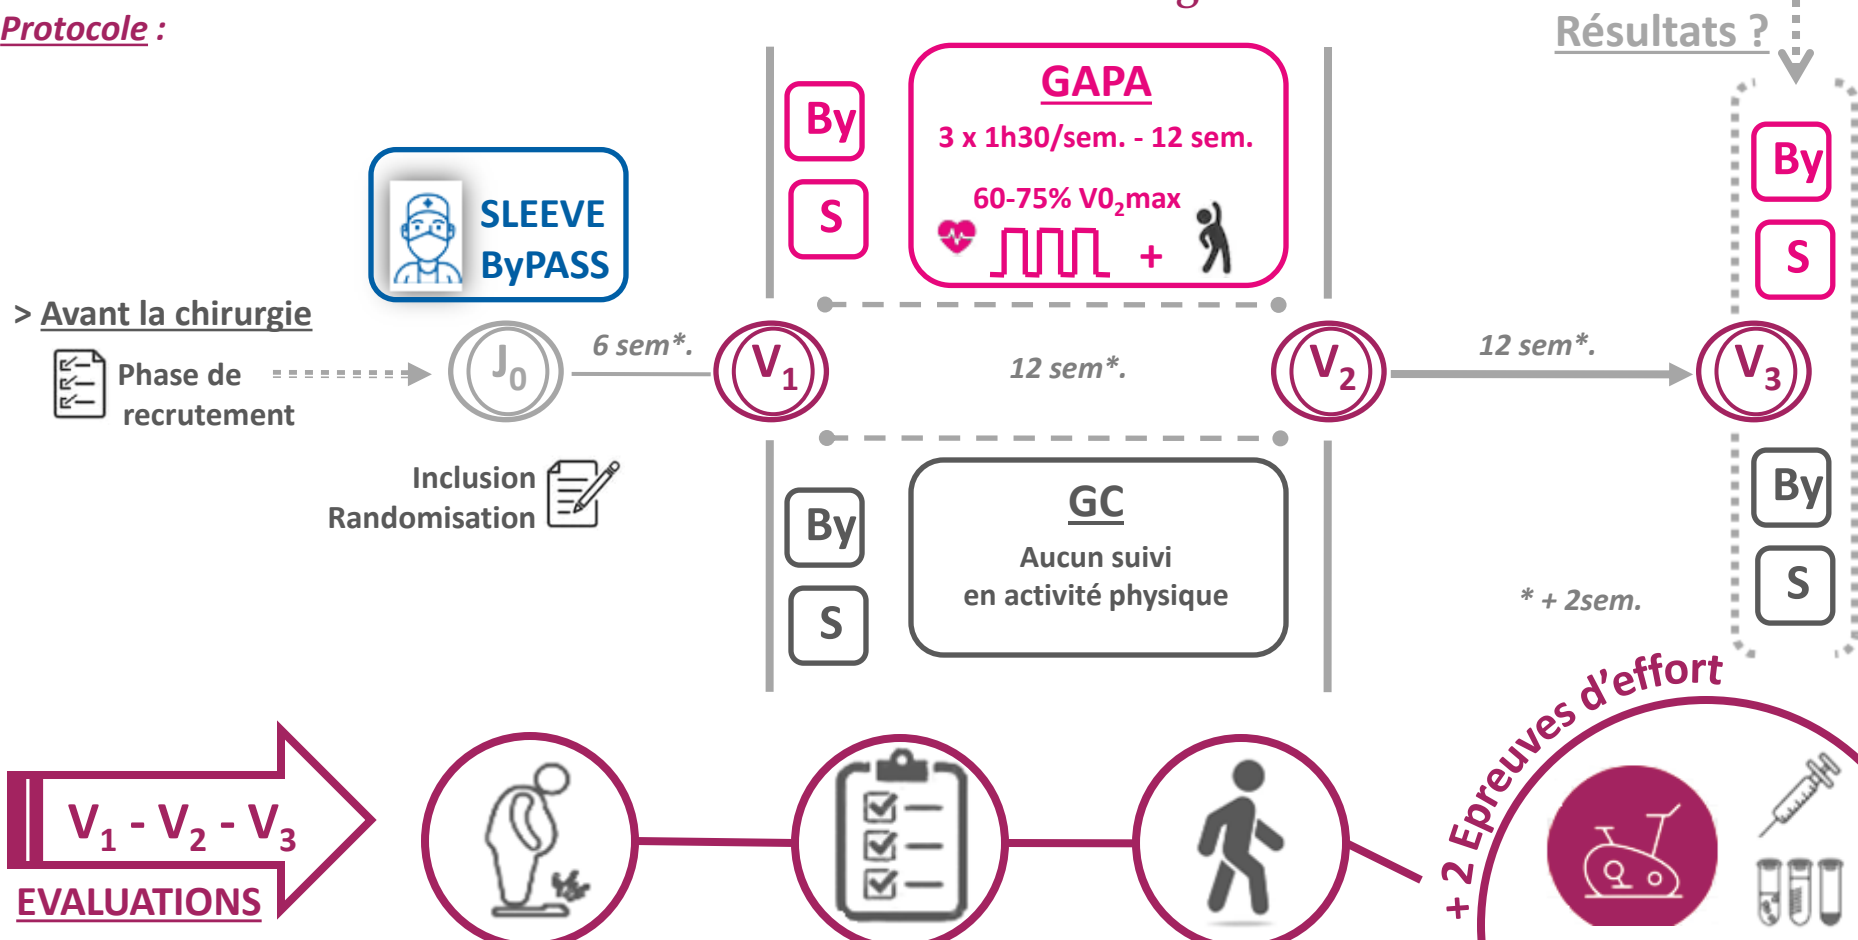 g
Protocole :
Résultats ?
GAPA
3 x 1h30/sem. - 12 sem.
60-75% V0₂max
+
By
S
SLEEVE
ByPASS
By
S
> Avant la chirurgie
Phase de
recrutement
J₀
6 sem*.
V₁
12 sem*.
V₂
12 sem*.
V₃
Inclusion
Randomisation
By
S
GC
Aucun suivi
en activité physique
By
S
* + 2sem.
V₁ - V₂ - V₃
EVALUATIONS
+ 2 Epreuves d’effort